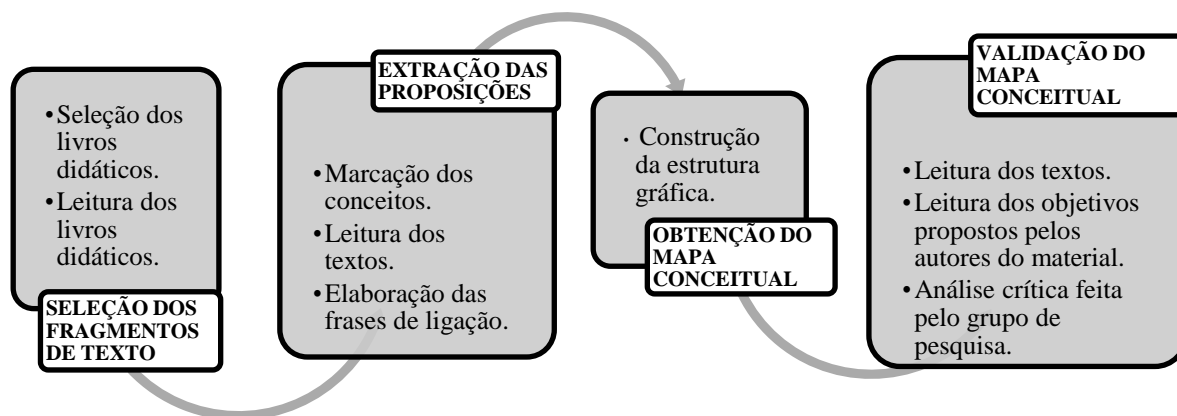 •Seleção dos
livros
didáticos.
•Leitura dos
livros
didáticos.
SELEÇÃO DOS
FRAGMENTOS
DE TEXTO
EXTRAÇÃO DAS
PROPOSIÇÕES
•Marcação dos
conceitos.
•Leitura dos
textos.
•Elaboração das
frases de ligação.
• Construção
da estrutura
gráfica.
OBTENÇÃO DO
MAPA
CONCEITUAL
VALIDAÇÃO DO
MAPA
CONCEITUAL
•Leitura dos textos.
•Leitura dos objetivos
propostos pelos
autores do material.
•Análise crítica feita
pelo grupo de
pesquisa.